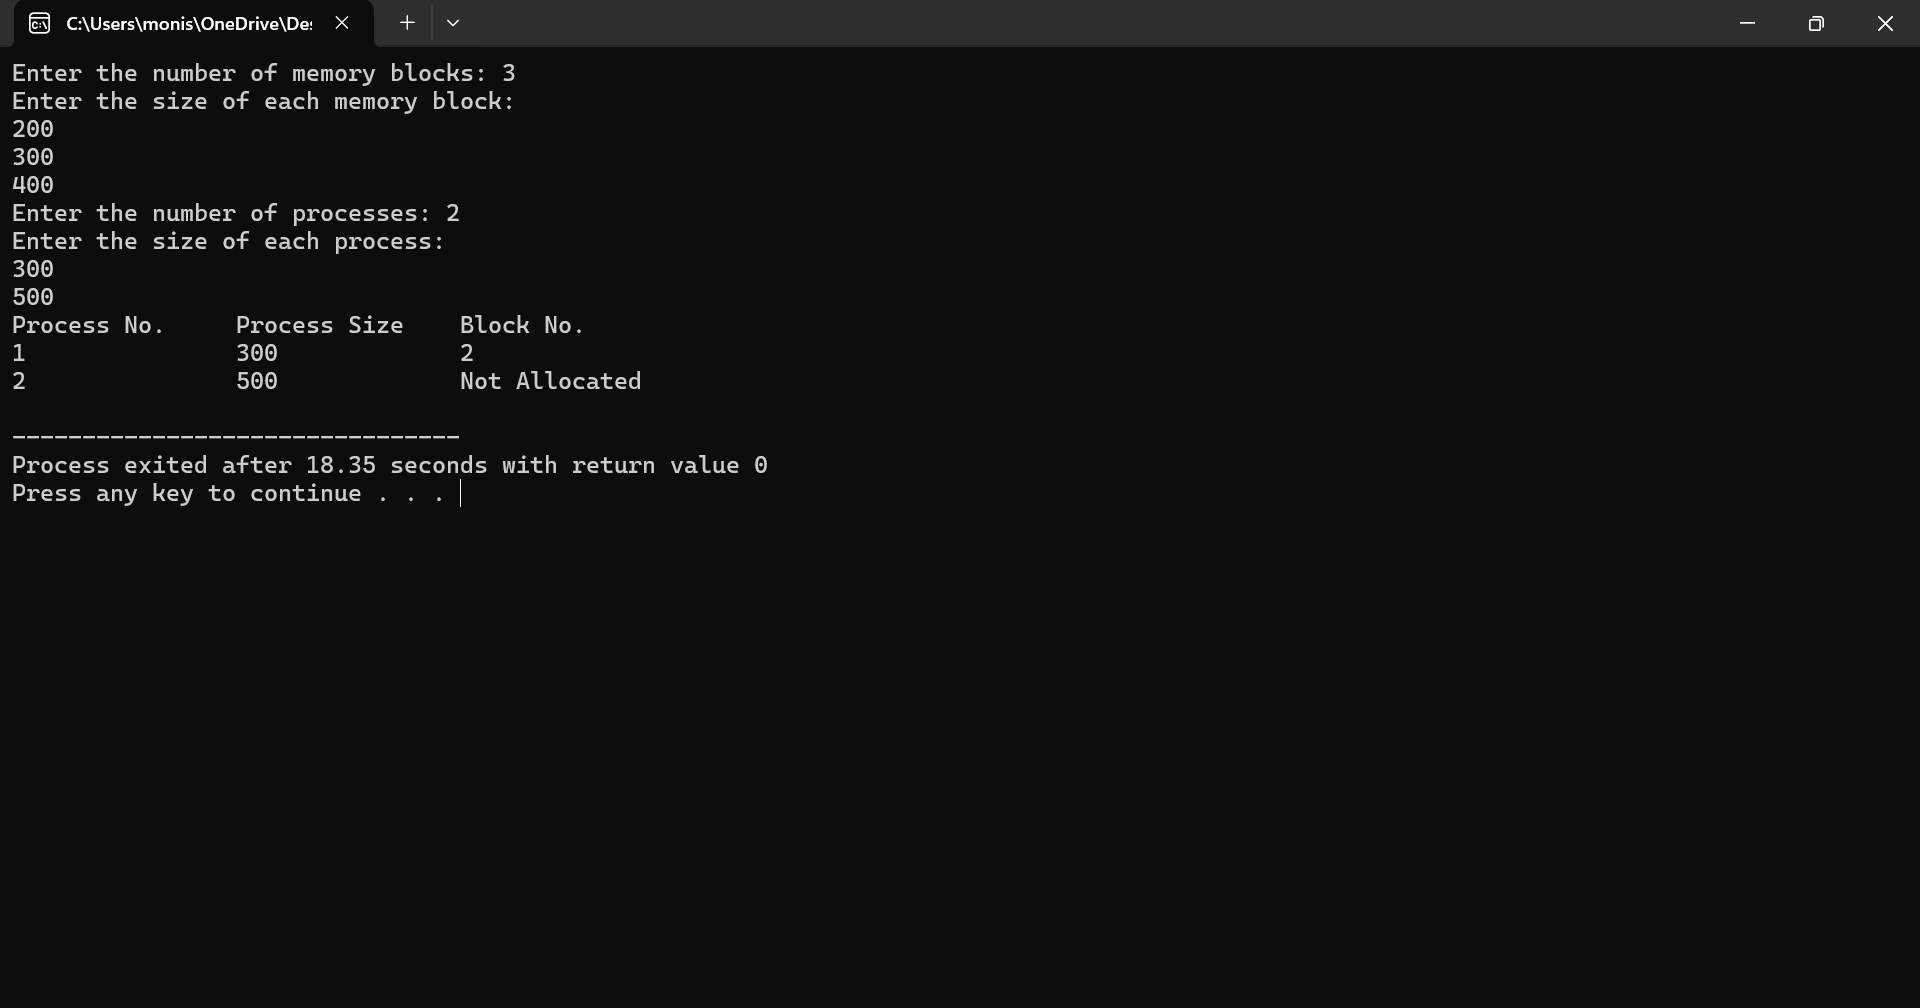 C:\Users\monis\OneDrive\De
Enter the number of memory blocks: 3
Enter the size of each memory block:
200
300
400
Enter the number of processes: 2
Enter the size of each process:
300
500
Process No.     Process Size    Block No.
1               300             2
2               500             Not Allocated
--------------------------------
Process exited after 18.35 seconds with return value 0
Press any key to continue . . .